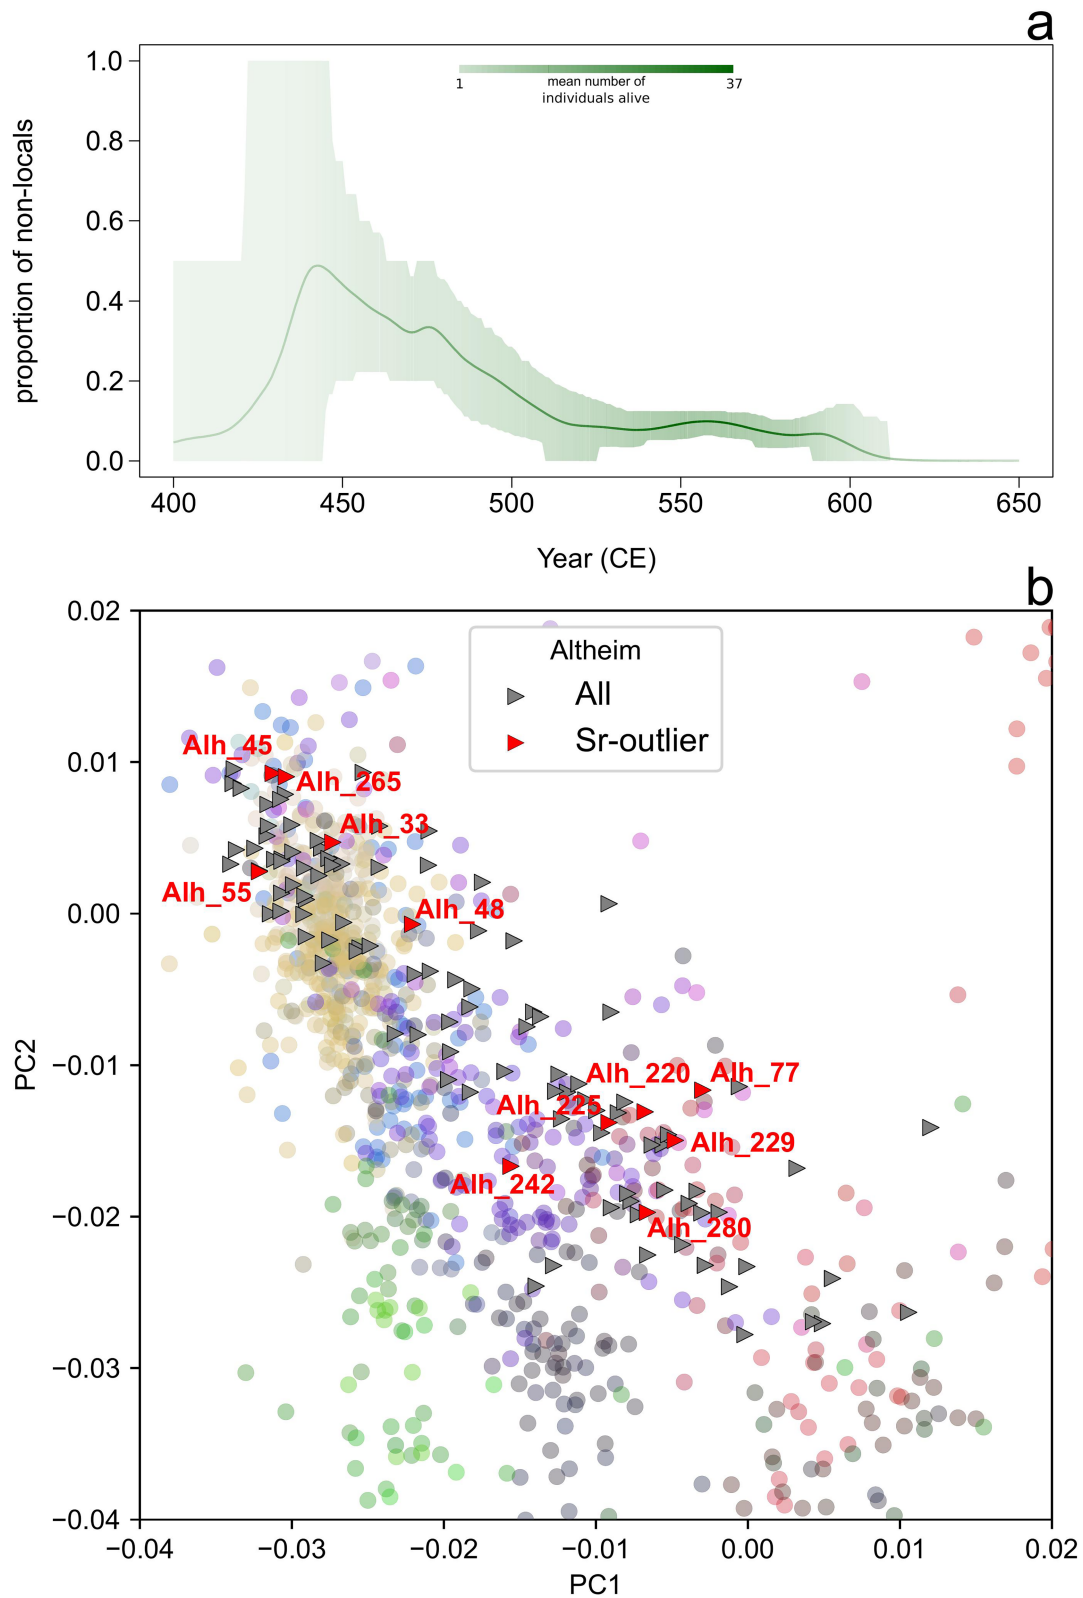 a
1.0
0.8
0.6
0.4
0.2
0.0
proportion of non-locals
1
mean number of
individuals alive
37
400
450
500
550
600
650
Year (CE)
b
0.02
0.01
0.00
−0.01
−0.02
−0.03
−0.04
PC2
Altheim
All
Sr-outlier
Alh_45
Alh_265
Alh_33
Alh_55
Alh_48
Alh_220
Alh_77
Alh_225
Alh_229
Alh_242
Alh_280
−0.04
−0.03
−0.02
−0.01
0.00
0.01
0.02
PC1